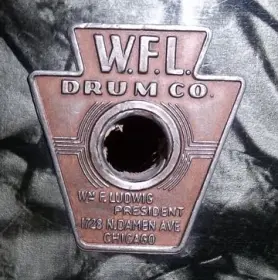 W.F.L.
DRUM CO.
Wᴹ F. LUDWIG
PRESIDENT
1728 N. DAMEN AVE
CHICAGO